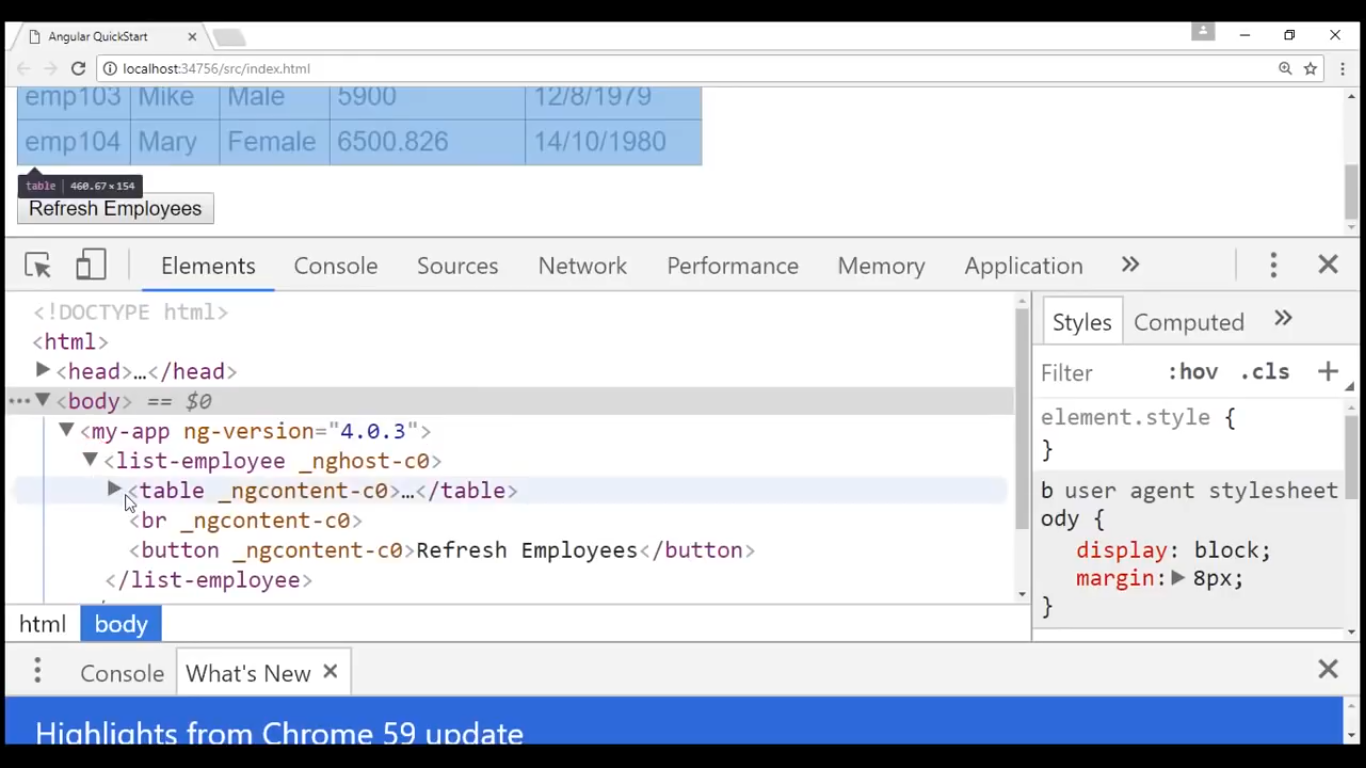 Angular QuickStart
localhost:34756/src/index.html
emp103 Mike Male 5900 12/8/1979
emp104 Mary Female 6500.826 14/10/1980
table | 460.67×154
Refresh Employees
Elements Console Sources Network Performance Memory Application »
<!DOCTYPE html>
<html>
<head>…</head>
<body> == $0
<my-app ng-version="4.0.3">
<list-employee _nghost-c0>
<table _ngcontent-c0>…</table>
<br _ngcontent-c0>
<button _ngcontent-c0>Refresh Employees</button>
</list-employee>
html body
Styles Computed »
Filter :hov .cls +
element.style {
}
b user agent stylesheet
ody {
display: block;
margin: 8px;
}
Console What's New
Highlights from Chrome 59 update